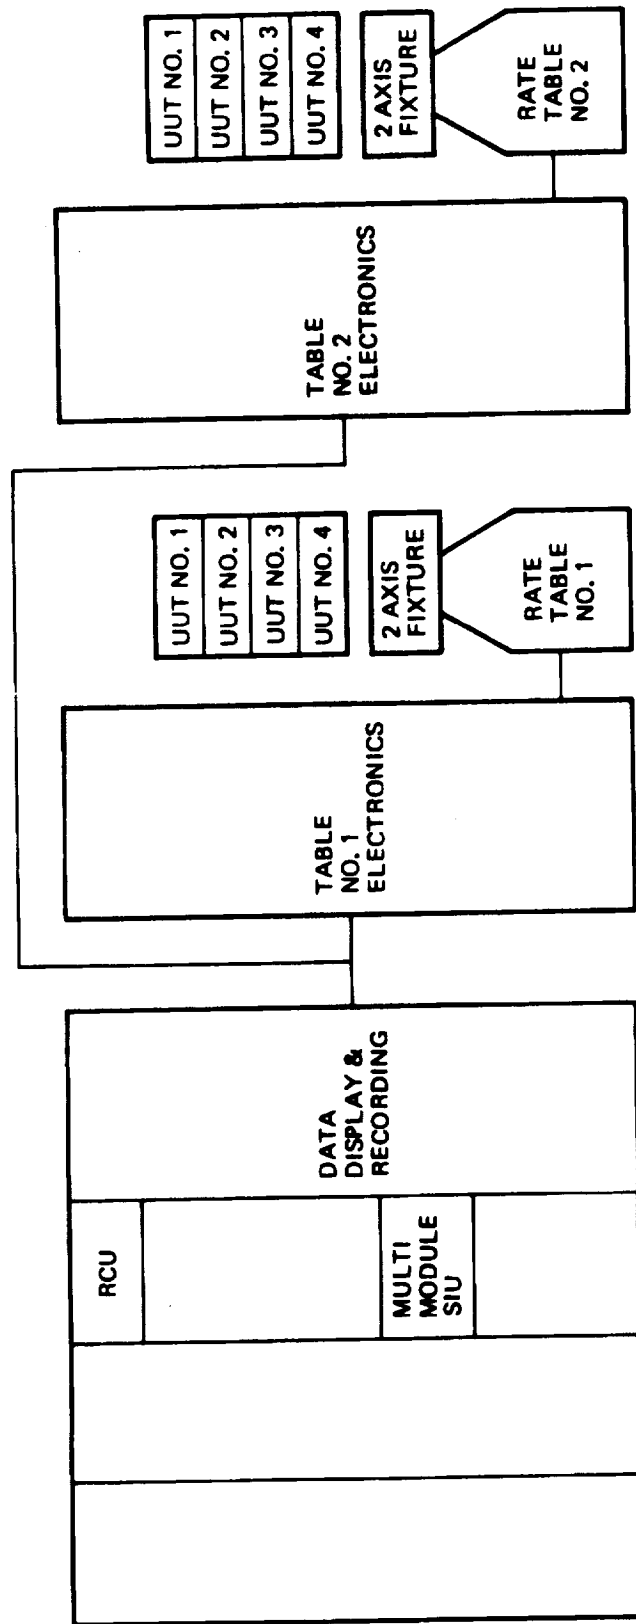 RCU
MULTI
MODULE
SIU
DATA
DISPLAY &
RECORDING
TABLE
NO. 1
ELECTRONICS
UUT NO. 1
UUT NO. 2
UUT NO. 3
UUT NO. 4
2 AXIS
FIXTURE
RATE
TABLE
NO. 1
TABLE
NO. 2
ELECTRONICS
UUT NO. 1
UUT NO. 2
UUT NO. 3
UUT NO. 4
2 AXIS
FIXTURE
RATE
TABLE
NO. 2